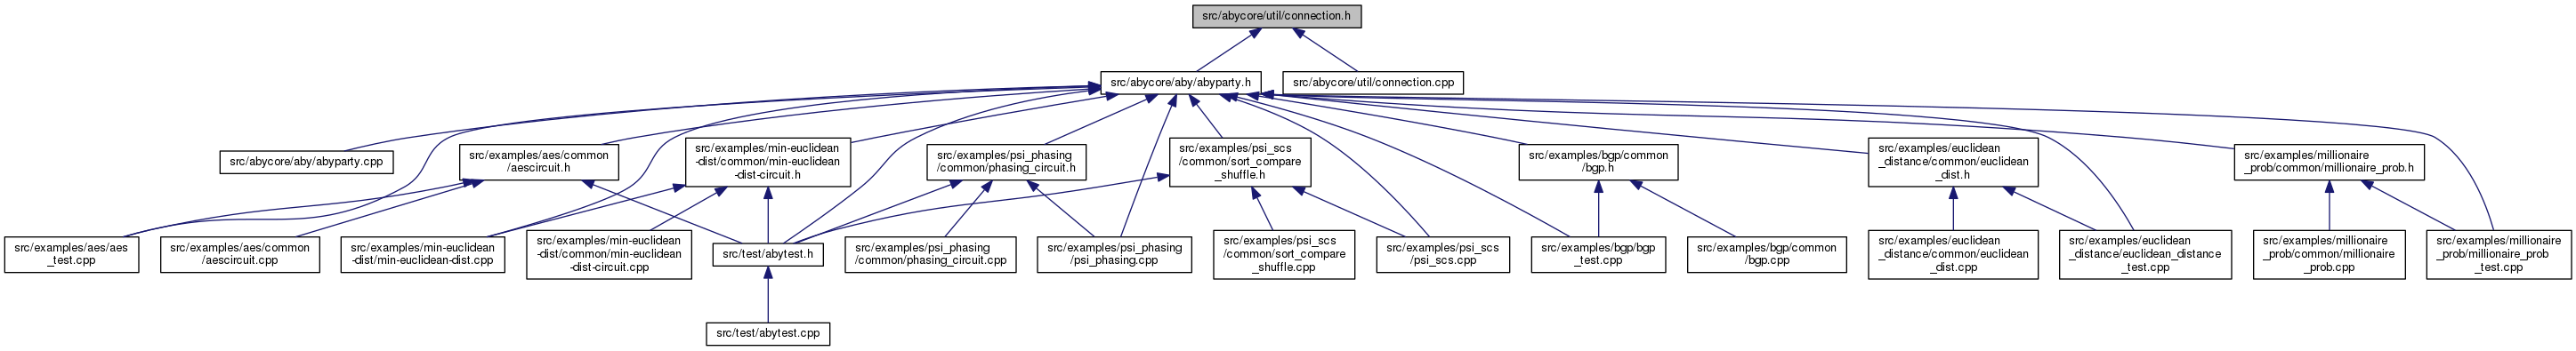 src/abycore/util/connection.h
src/abycore/aby/abyparty.h
src/abycore/util/connection.cpp
src/abycore/aby/abyparty.cpp
src/examples/aes/common
/aescircuit.h
src/examples/min-euclidean
-dist/common/min-euclidean
-dist-circuit.h
src/examples/psi_phasing
/common/phasing_circuit.h
src/examples/psi_scs
/common/sort_compare
_shuffle.h
src/examples/bgp/common
/bgp.h
src/examples/euclidean
_distance/common/euclidean
_dist.h
src/examples/millionaire
_prob/common/millionaire_prob.h
src/examples/aes/aes
_test.cpp
src/examples/aes/common
/aescircuit.cpp
src/examples/min-euclidean
-dist/min-euclidean-dist.cpp
src/examples/min-euclidean
-dist/common/min-euclidean
-dist-circuit.cpp
src/test/abytest.h
src/examples/psi_phasing
/common/phasing_circuit.cpp
src/examples/psi_phasing
/psi_phasing.cpp
src/examples/psi_scs
/common/sort_compare
_shuffle.cpp
src/examples/psi_scs
/psi_scs.cpp
src/examples/bgp/bgp
_test.cpp
src/examples/bgp/common
/bgp.cpp
src/examples/euclidean
_distance/common/euclidean
_dist.cpp
src/examples/euclidean
_distance/euclidean_distance
_test.cpp
src/examples/millionaire
_prob/common/millionaire
_prob.cpp
src/examples/millionaire
_prob/millionaire_prob
_test.cpp
src/test/abytest.cpp